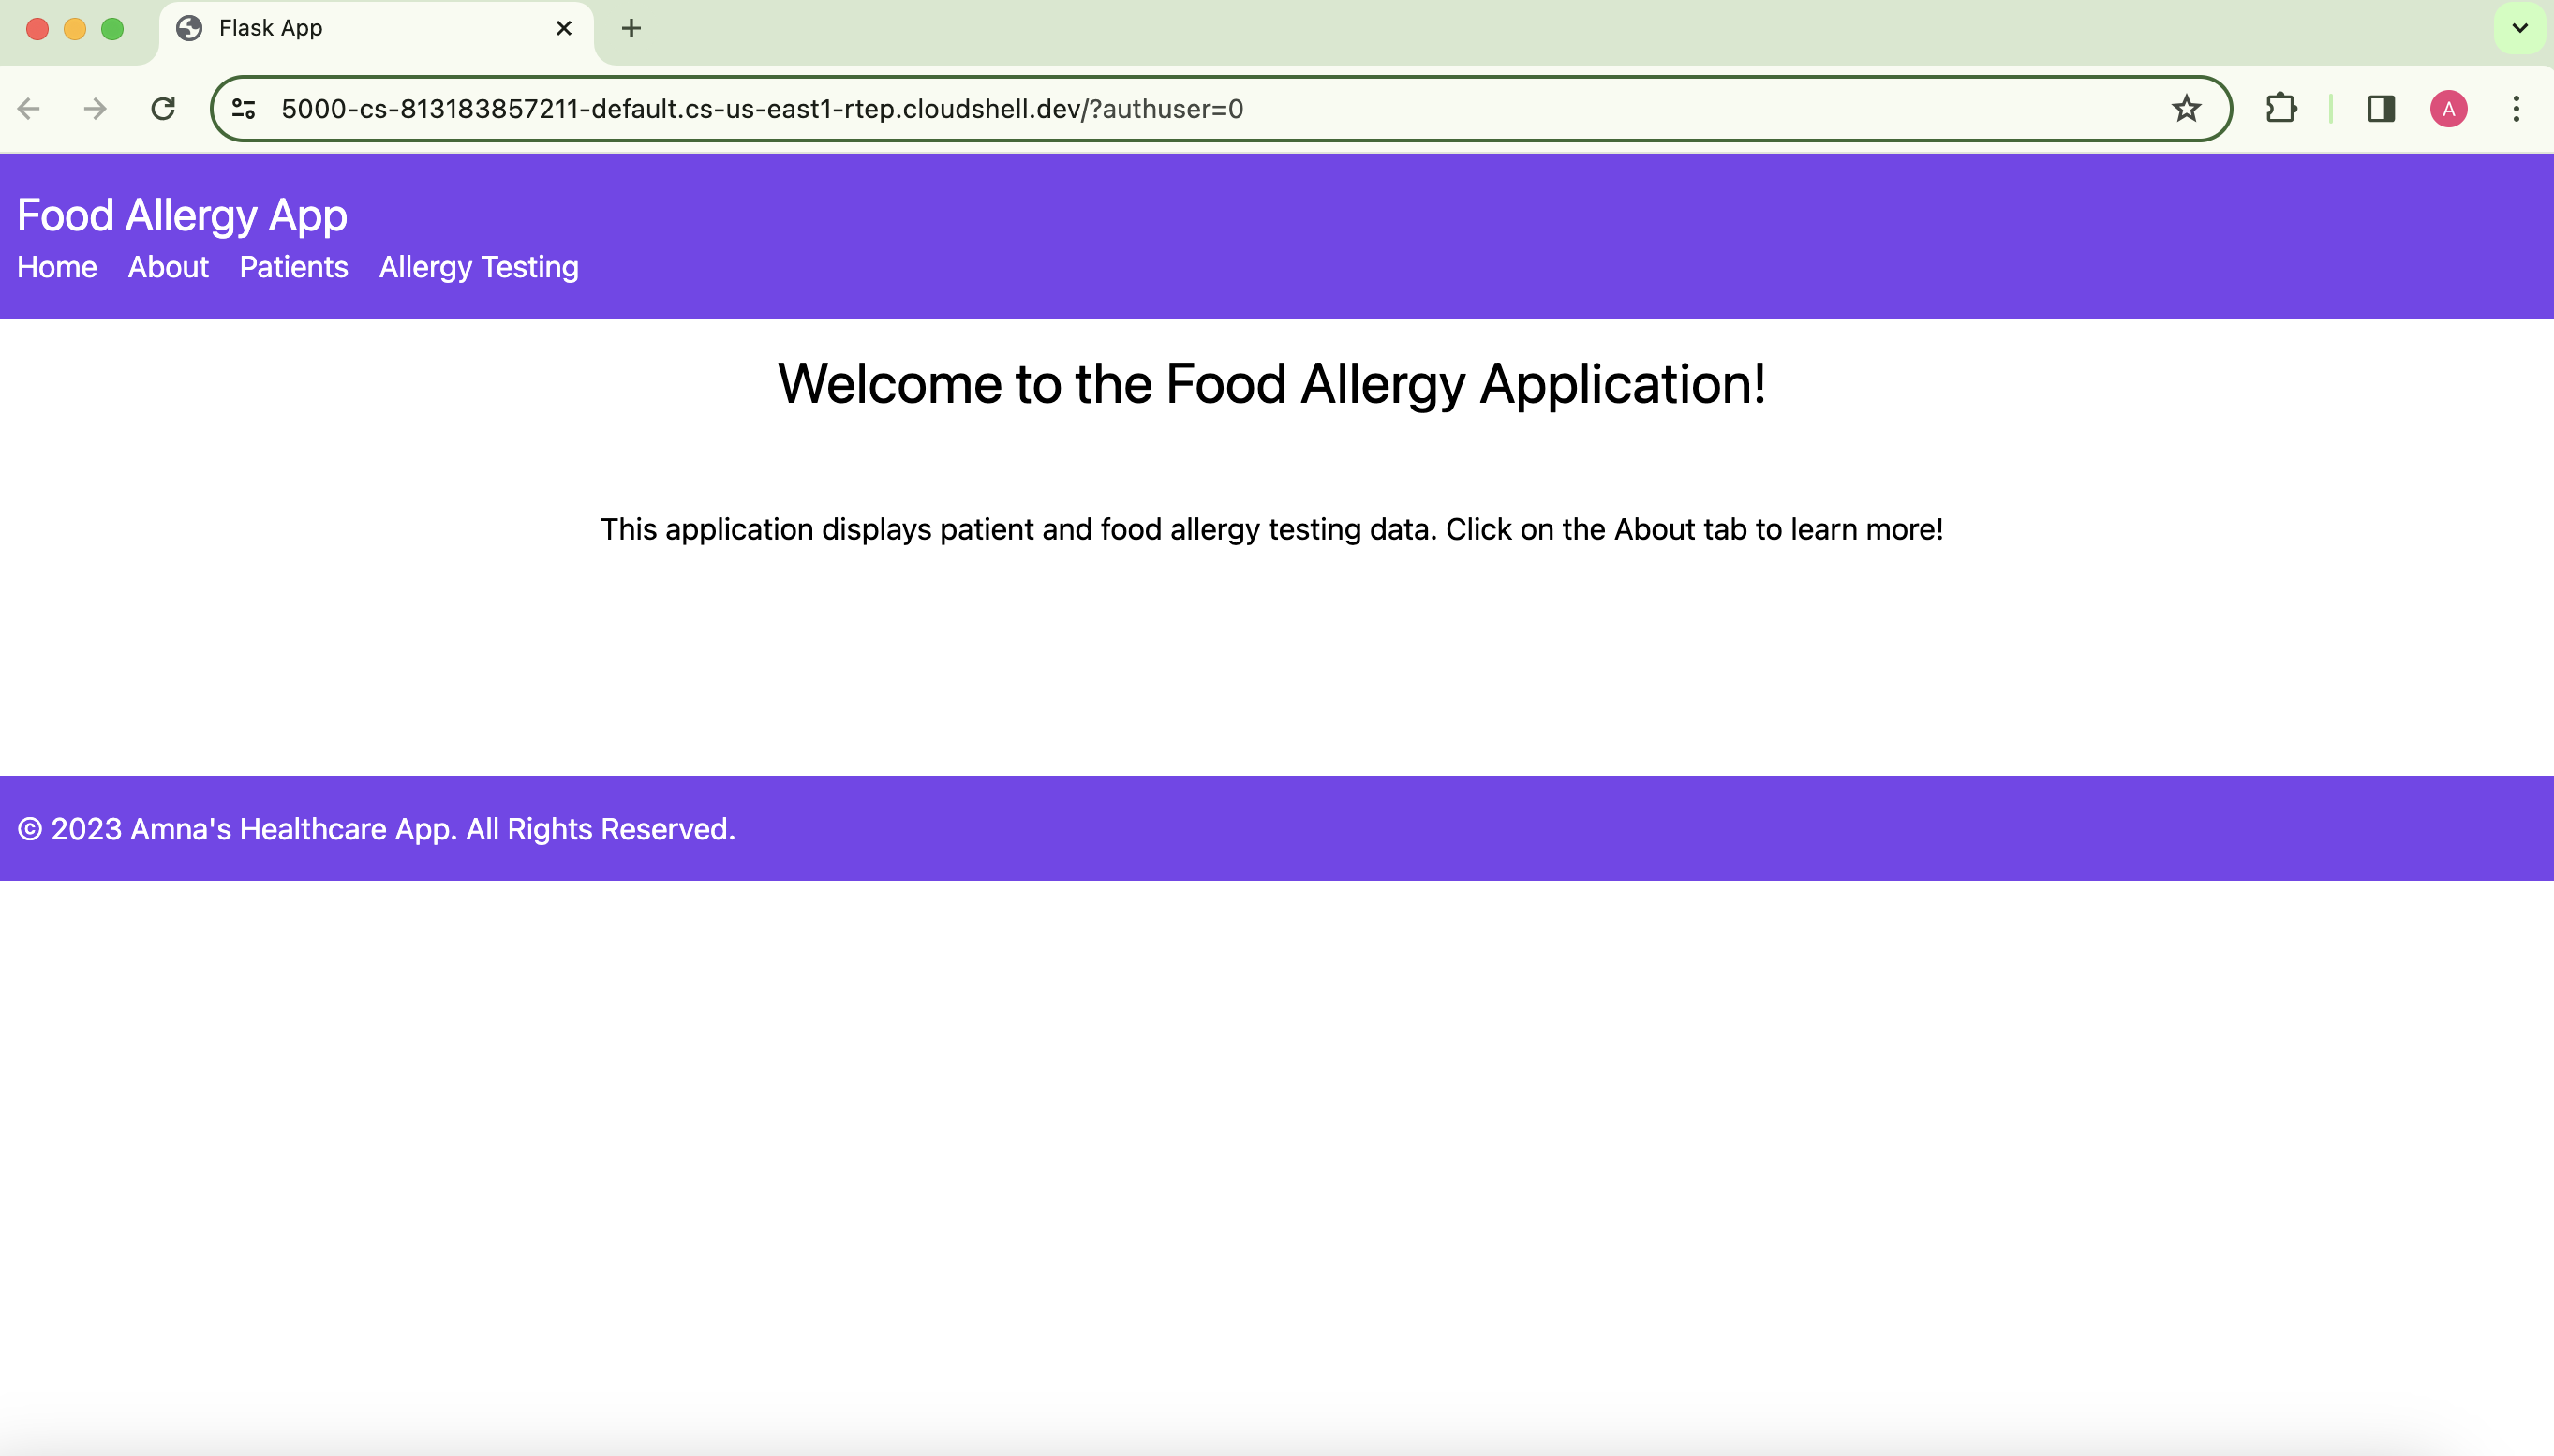 Flask App
5000-cs-813183857211-default.cs-us-east1-rtep.cloudshell.dev/?authuser=0
A
Food Allergy App
Home About Patients Allergy Testing
Welcome to the Food Allergy Application!
This application displays patient and food allergy testing data. Click on the About tab to learn more!
© 2023 Amna's Healthcare App. All Rights Reserved.